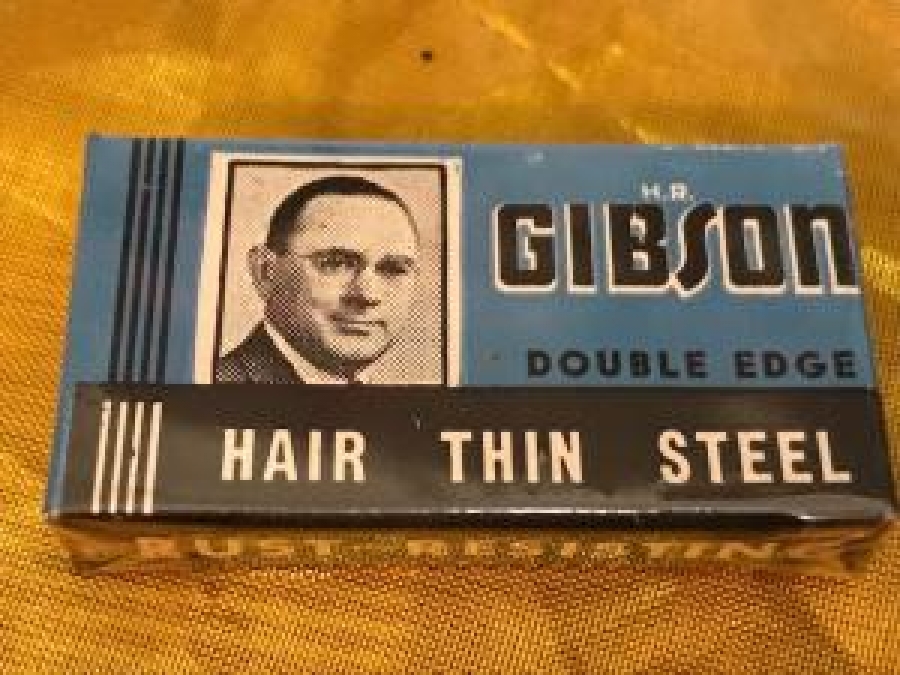 H.R.
GIBSON
DOUBLE EDGE
HAIR THIN STEEL
RUST RESISTING